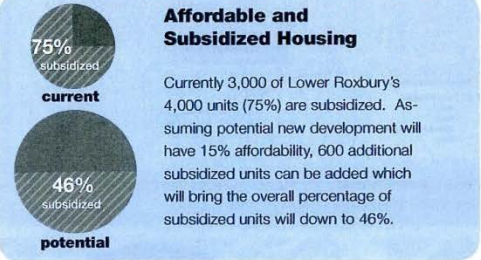 75%
subsidized
current
46%
subsidized
potential
Affordable and
Subsidized Housing
Currently 3,000 of Lower Roxbury's
4,000 units (75%) are subsidized. As-
suming potential new development will
have 15% affordability, 600 additional
subsidized units can be added which
will bring the overall percentage of
subsidized units will down to 46%.